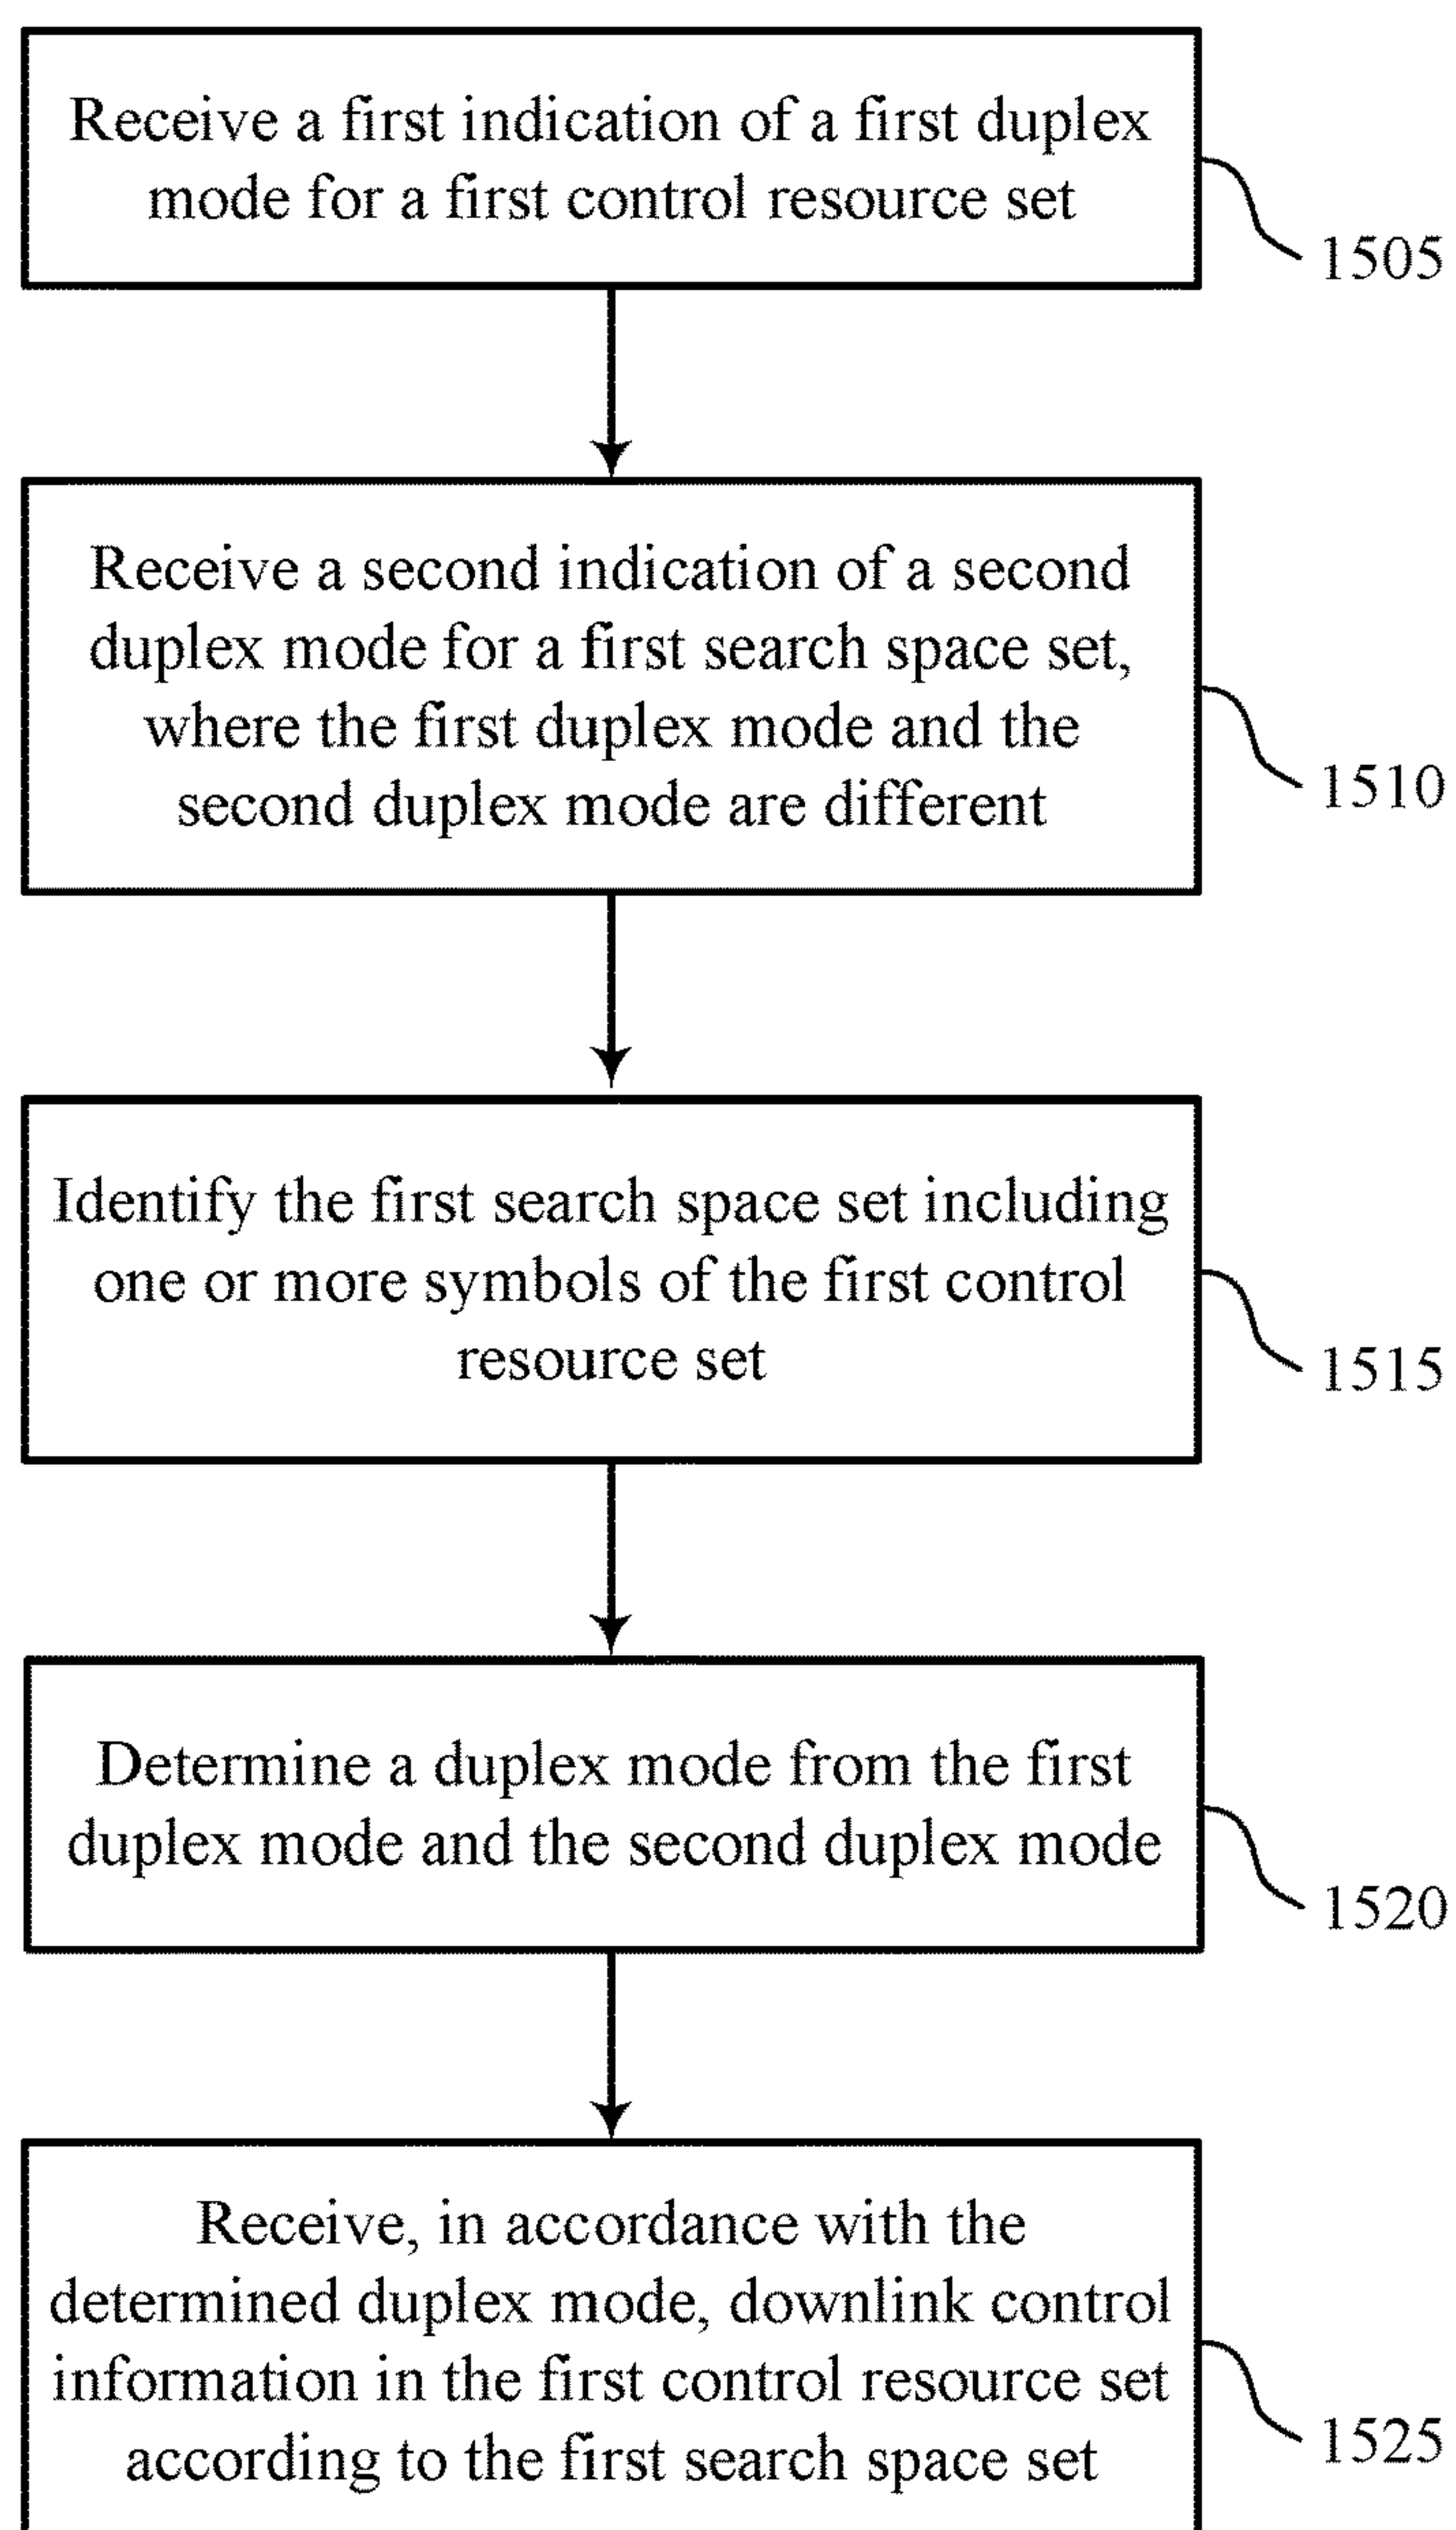 Receive a first indication of a first duplex
mode for a first control resource set
1505
Receive a second indication of a second
duplex mode for a first search space set,
where the first duplex mode and the
second duplex mode are different
1510
Identify the first search space set including
one or more symbols of the first control
resource set
1515
Determine a duplex mode from the first
duplex mode and the second duplex mode
1520
Receive, in accordance with the
determined duplex mode, downlink control
information in the first control resource set
according to the first search space set
1525